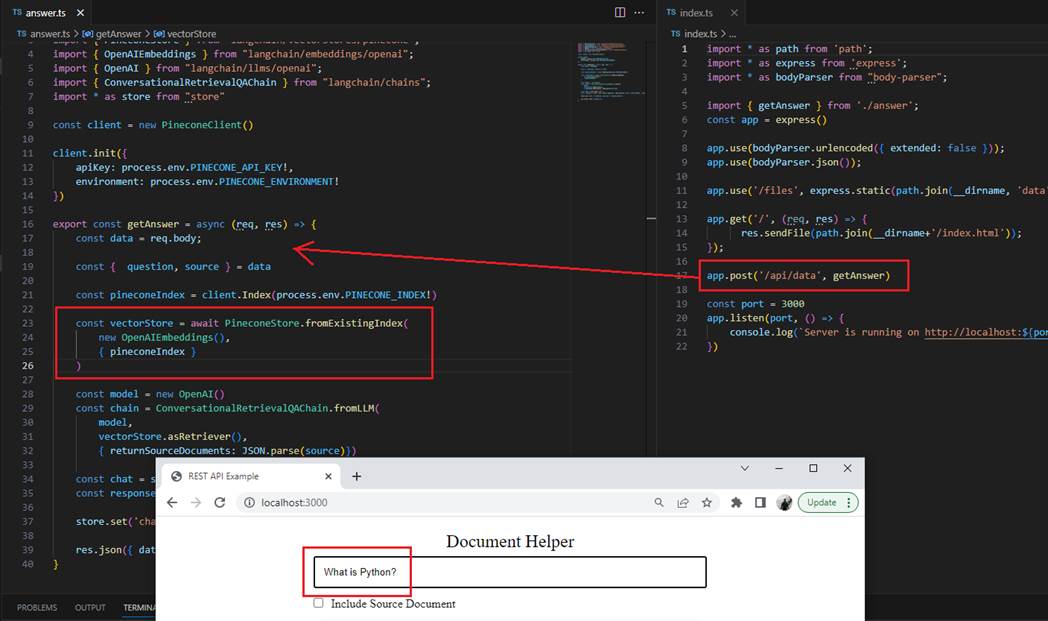 answer.ts
answer.ts > getAnswer > vectorStore
3 import { PineconeStore } from "langchain/vectorstores/pinecone";
4 import { OpenAIEmbeddings } from "langchain/embeddings/openai";
5 import { OpenAI } from "langchain/llms/openai";
6 import { ConversationalRetrievalQAChain } from "langchain/chains";
7 import * as store from "store"
8
9 const client = new PineconeClient()
10
11 client.init({
12 apiKey: process.env.PINECONE_API_KEY!,
13 environment: process.env.PINECONE_ENVIRONMENT!
14 })
15
16 export const getAnswer = async (req, res) => {
17 const data = req.body;
18
19 const { question, source } = data
20
21 const pineconeIndex = client.Index(process.env.PINECONE_INDEX!)
22
23 const vectorStore = await PineconeStore.fromExistingIndex(
24 new OpenAIEmbeddings(),
25 { pineconeIndex }
26 )
27
28 const model = new OpenAI()
29 const chain = ConversationalRetrievalQAChain.fromLLM(
30 model,
31 vectorStore.asRetriever(),
32 { returnSourceDocuments: JSON.parse(source)})
33
34 const chat = s
35 const response
36
37 store.set('cha
38
39 res.json({ dat
40 }
PROBLEMS OUTPUT TERMINA
index.ts
index.ts > ...
1 import * as path from 'path';
2 import * as express from 'express';
3 import * as bodyParser from "body-parser";
4
5 import { getAnswer } from './answer';
6 const app = express()
7
8 app.use(bodyParser.urlencoded({ extended: false }));
9 app.use(bodyParser.json());
10
11 app.use('/files', express.static(path.join(__dirname, 'data'
12
13 app.get('/', (req, res) => {
14 res.sendFile(path.join(__dirname+'/index.html'));
15 });
16
17 app.post('/api/data', getAnswer)
18
19 const port = 3000
20 app.listen(port, () => {
21 console.log(`Server is running on http://localhost:${por
22 })
REST API Example
localhost:3000
Update
Document Helper
What is Python?
Include Source Document